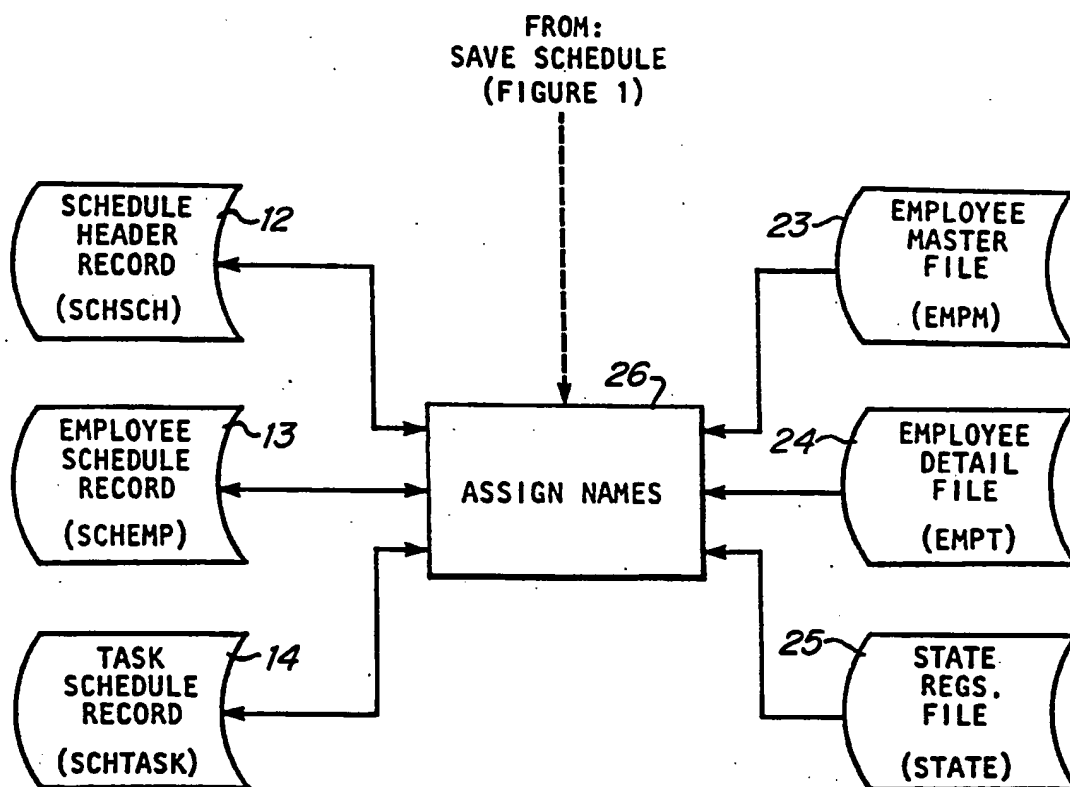 FROM:
SAVE SCHEDULE
(FIGURE 1)
SCHEDULE
HEADER
RECORD
(SCHSCH)
12
EMPLOYEE
SCHEDULE
RECORD
(SCHEMP)
13
TASK
SCHEDULE
RECORD
(SCHTASK)
14
26
ASSIGN NAMES
23
EMPLOYEE
MASTER
FILE
(EMPM)
24
EMPLOYEE
DETAIL
FILE
(EMPT)
25
STATE
REGS.
FILE
(STATE)